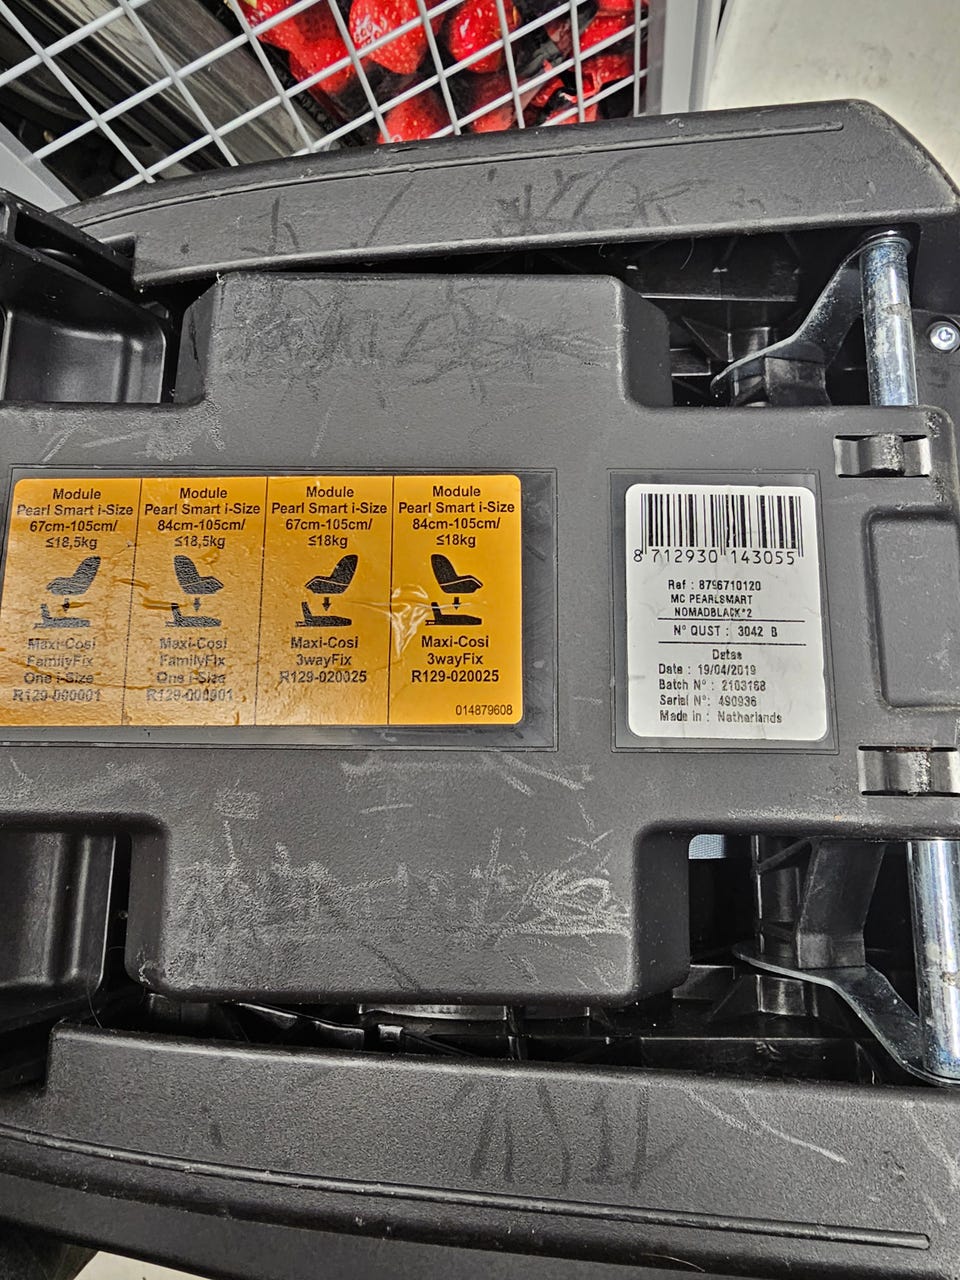 Module
Pearl Smart i-Size
67cm-105cm/
≤18,5kg
Maxi-Cosi
FamilyFix
One i-Size
R129-000001
Module
Pearl Smart i-Size
84cm-105cm/
≤18,5kg
Maxi-Cosi
FamilyFix
One i-Size
R129-000001
Module
Pearl Smart i-Size
67cm-105cm/
≤18kg
Maxi-Cosi
3wayFix
R129-020025
Module
Pearl Smart i-Size
84cm-105cm/
≤18kg
Maxi-Cosi
3wayFix
R129-020025
014879608
8 712930 143055
Ref : 8796710120
MC PEARLSMART
NOMADBLACK*2
N° QUST : 3042 B
Datas
Date : 19/04/2019
Batch N° : 2103168
Serial N° : 490936
Made in : Netherlands